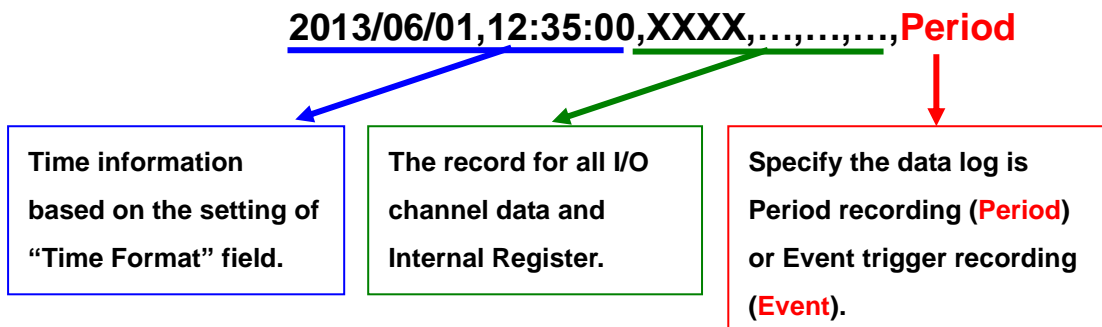 2013/06/01,12:35:00,XXXX,…,…,…,Period
Time information
based on the setting of
“Time Format” field.
The record for all I/O
channel data and
Internal Register.
Specify the data log is
Period recording (Period)
or Event trigger recording
(Event).